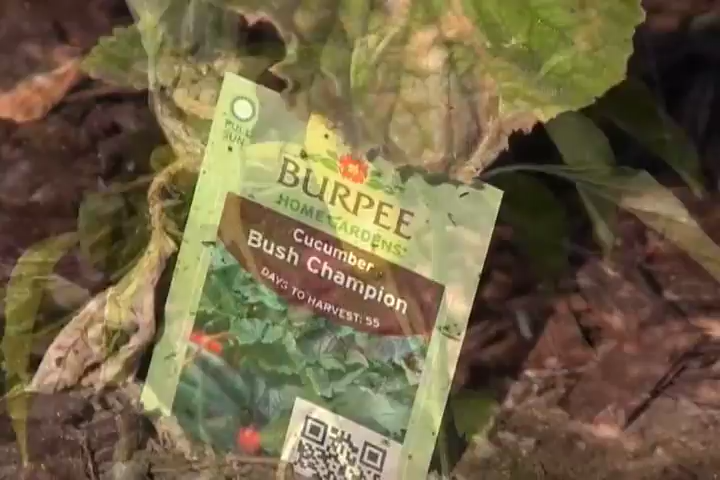 FULL
SUN
BURPEE
HOME GARDENS
Cucumber
Bush Champion
DAYS TO HARVEST: 55